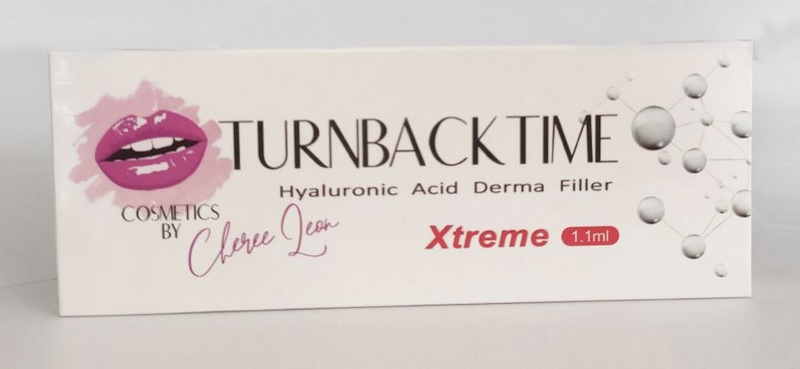 TURNBACKTIME
Hyaluronic Acid Derma Filler
COSMETICS
BY
Cheree Leon
Xtreme 1.1ml